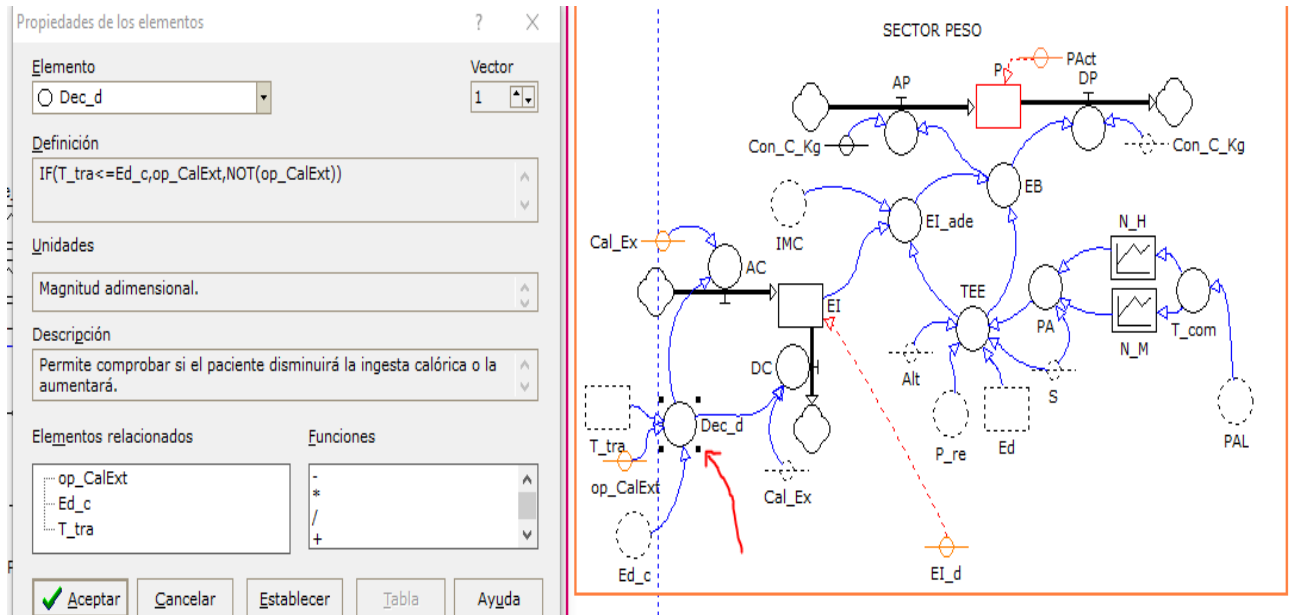 Propiedades de los elementos ? ×
Elemento
Dec_d
Vector
1
Definición
IF(T_tra<=Ed_c,op_CalExt,NOT(op_CalExt))
Unidades
Magnitud adimensional.
Descripción
Permite comprobar si el paciente disminuirá la ingesta calórica o la
aumentará.
Elementos relacionados
op_CalExt
Ed_c
T_tra
Funciones
-
*
/
+
Aceptar
Cancelar
Establecer
Tabla
Ayuda
SECTOR PESO
PAct
P
AP
DP
Con_C_Kg
Con_C_Kg
EB
IMC
EI_ade
N_H
Cal_Ex
AC
TEE
EI
PA
T_com
N_M
DC
Alt
S
T_tra
Dec_d
P_re
Ed
PAL
op_CalExt
Cal_Ex
Ed_c
EI_d